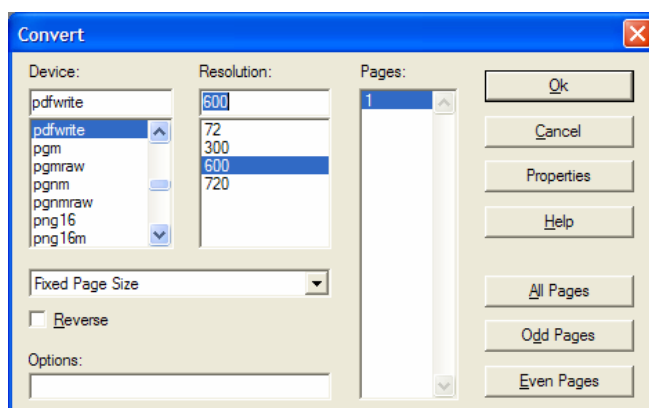 Convert
Device:
pdfwrite
pdfwrite
pgm
pgmraw
pgnm
pgnmraw
png16
png16m
Resolution:
600
72
300
600
720
Pages:
1
Ok
Cancel
Properties
Help
All Pages
Odd Pages
Even Pages
Fixed Page Size
Reverse
Options: